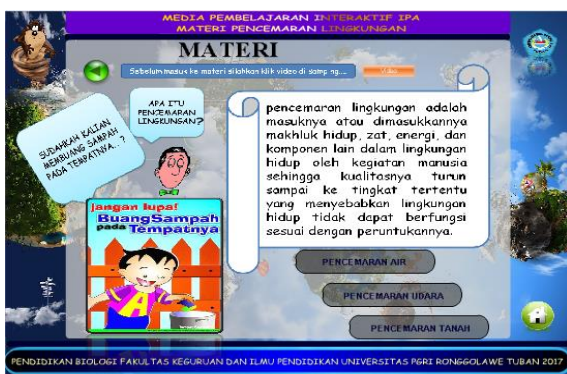 MEDIA PEMBELAJARAN INTERAKTIF IPA
MATERI PENCEMARAN LINGKUNGAN
MATERI
Sebelum masuk ke materi silahkan klik video di samping....
APA ITU
PENCEMARAN
LINGKUNGAN?
SUDAHKAH KALIAN
MEMBUANG SAMPAH
PADA TEMPATNYA..?
pencemaran lingkungan adalah
masuknya atau dimasukkannya
makhluk hidup, zat, energi, dan
komponen lain dalam lingkungan
hidup oleh kegiatan manusia
sehingga kualitasnya turun
sampai ke tingkat tertentu
yang menyebabkan lingkungan
hidup tidak dapat berfungsi
sesuai dengan peruntukannya.
jangan lupa!
BuangSampah
pada Tempatnya
PENCEMARAN AIR
PENCEMARAN UDARA
PENCEMARAN TANAH
PENDIDIKAN BIOLOGI FAKULTAS KEGURUAN DAN ILMU PENDIDIKAN UNIVERSITAS PGRI RONGGOLAWE TUBAN 2017